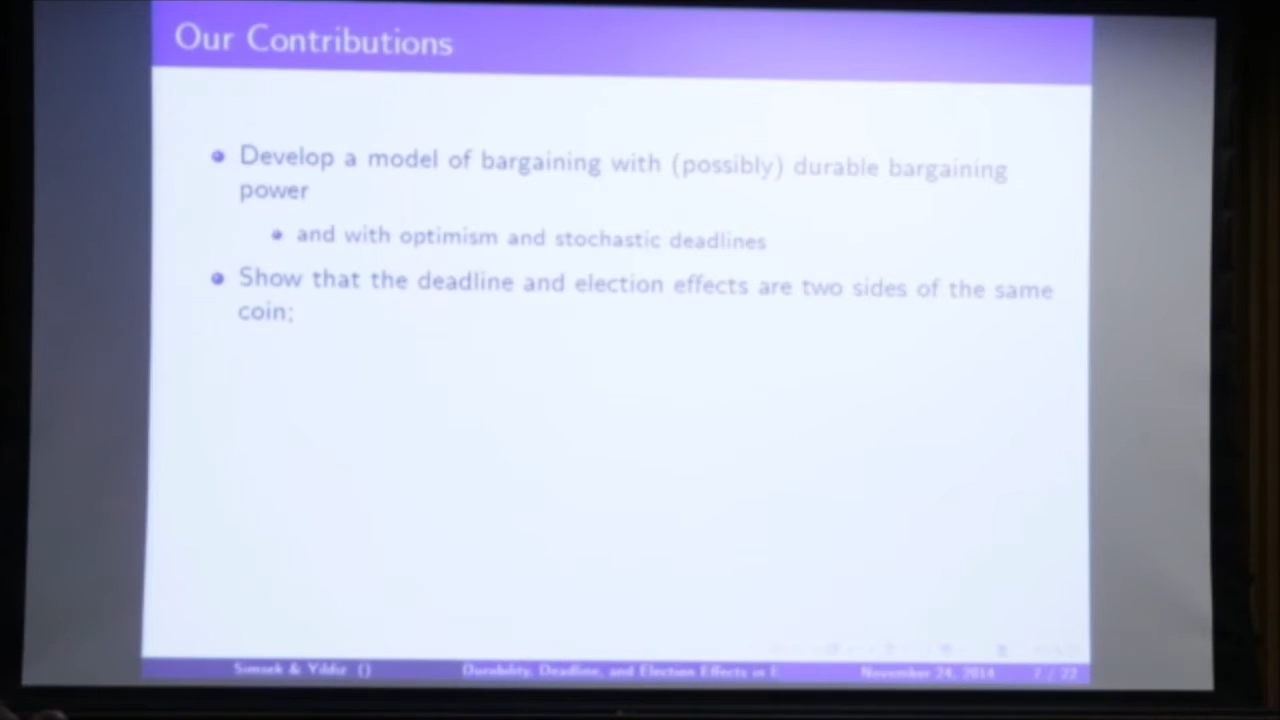 Our Contributions
Develop a model of bargaining with (possibly) durable bargaining
power
and with optimism and stochastic deadlines
Show that the deadline and election effects are two sides of the same
coin;
Simsek & Yildiz ()
Durability, Deadline, and Election Effects in
November 24, 2014
7 / 22